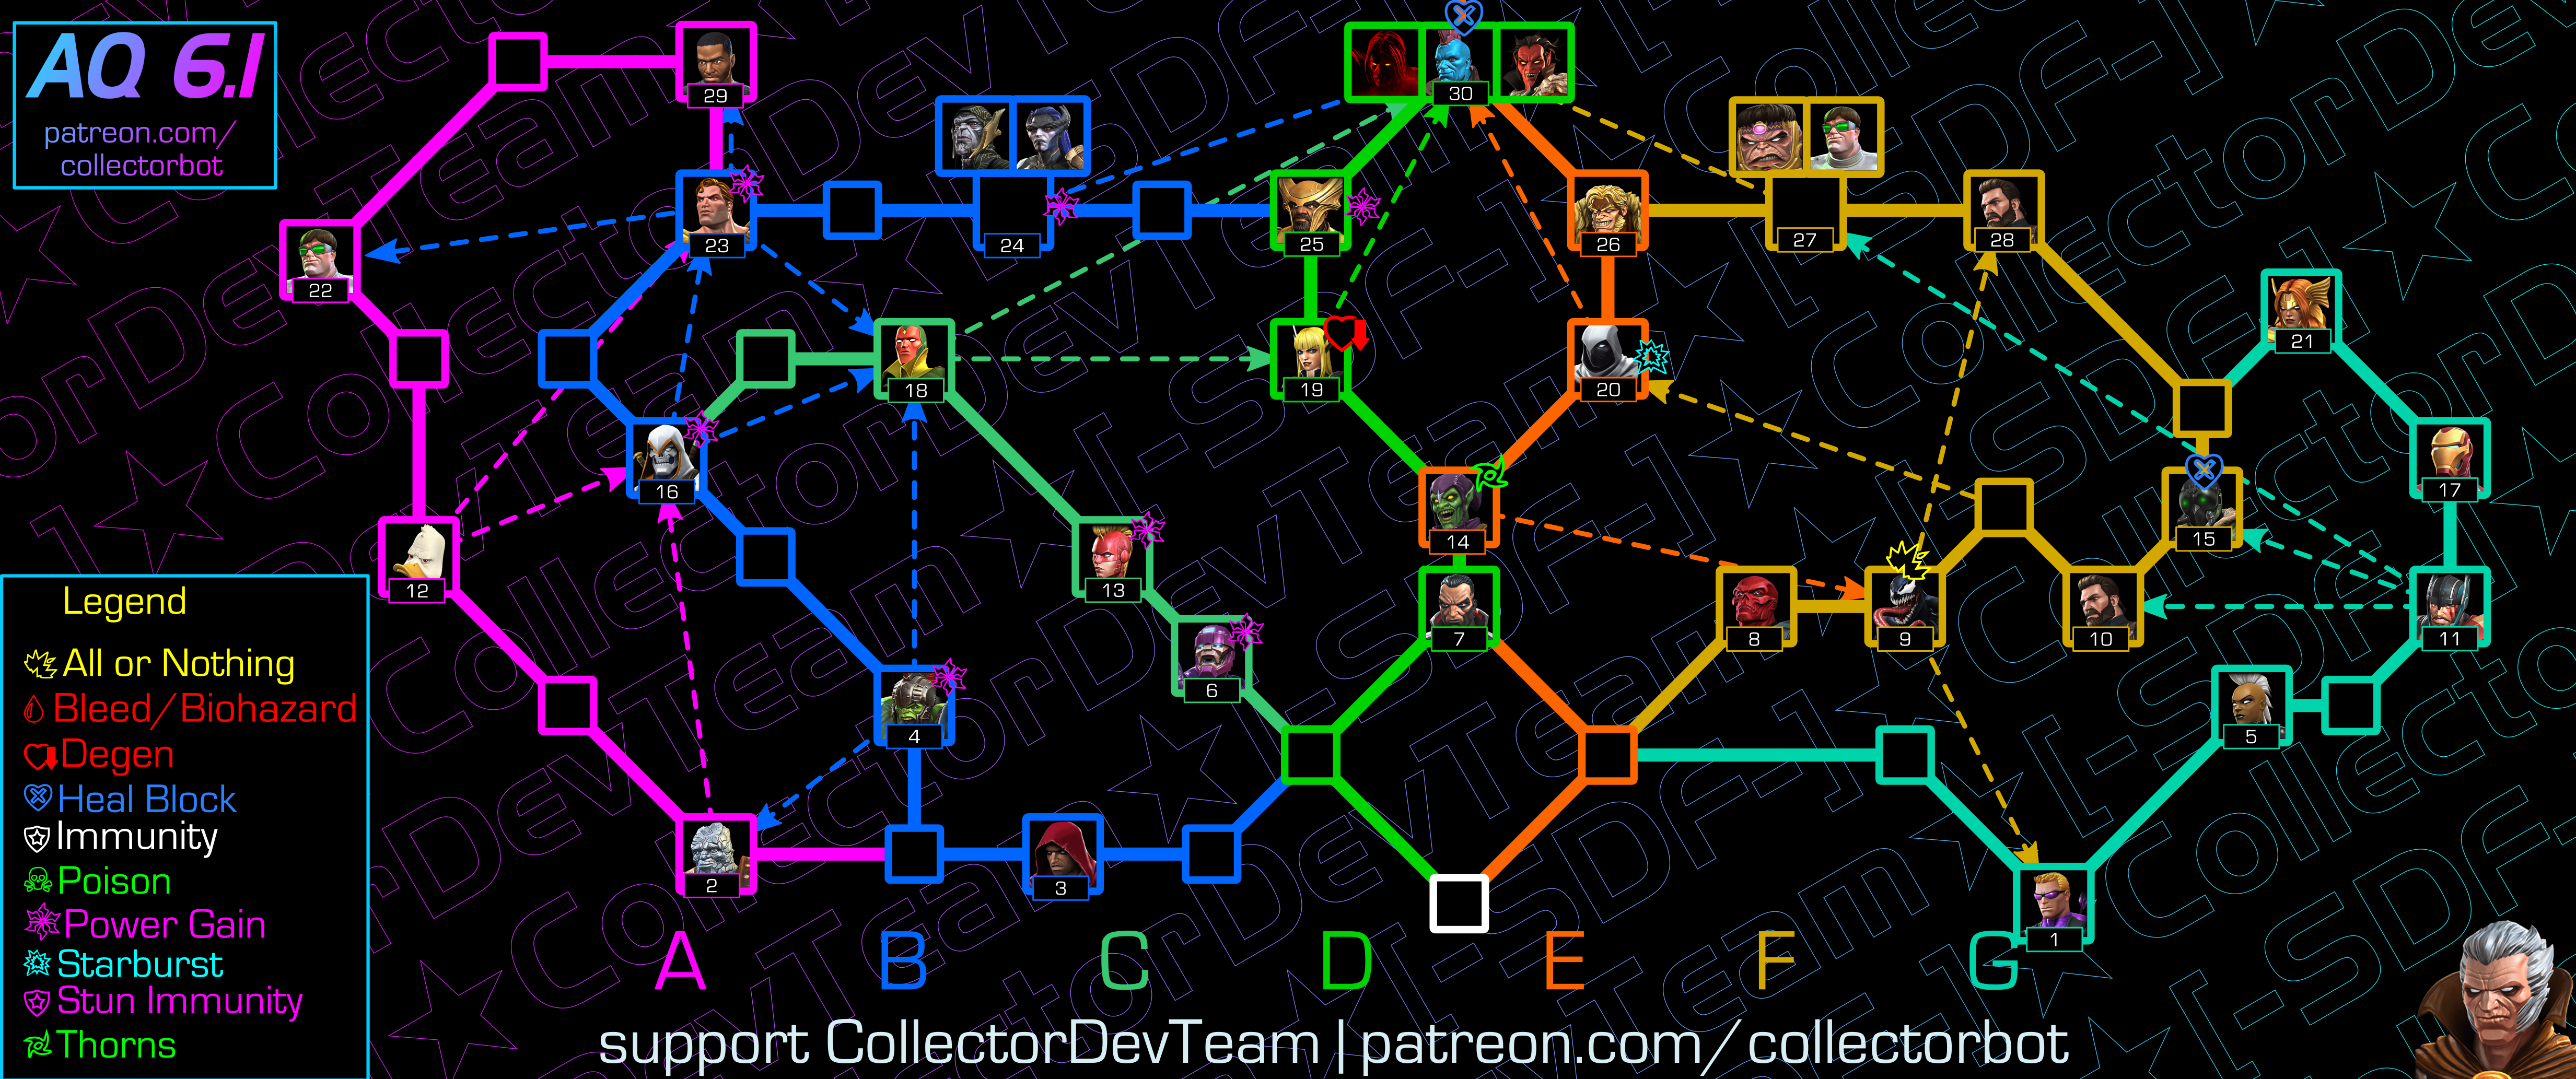 AQ 6.1
patreon.com/
collectorbot
29
30
23
24
25
26
27
28
22
21
18
19
20
16
17
14
15
12
13
7
8
9
10
11
6
4
5
2
3
1
Legend
All or Nothing
Bleed/Biohazard
Degen
Heal Block
Immunity
Poison
Power Gain
Starburst
Stun Immunity
Thorns
A B C D E F G
support CollectorDevTeam | patreon.com/collectorbot